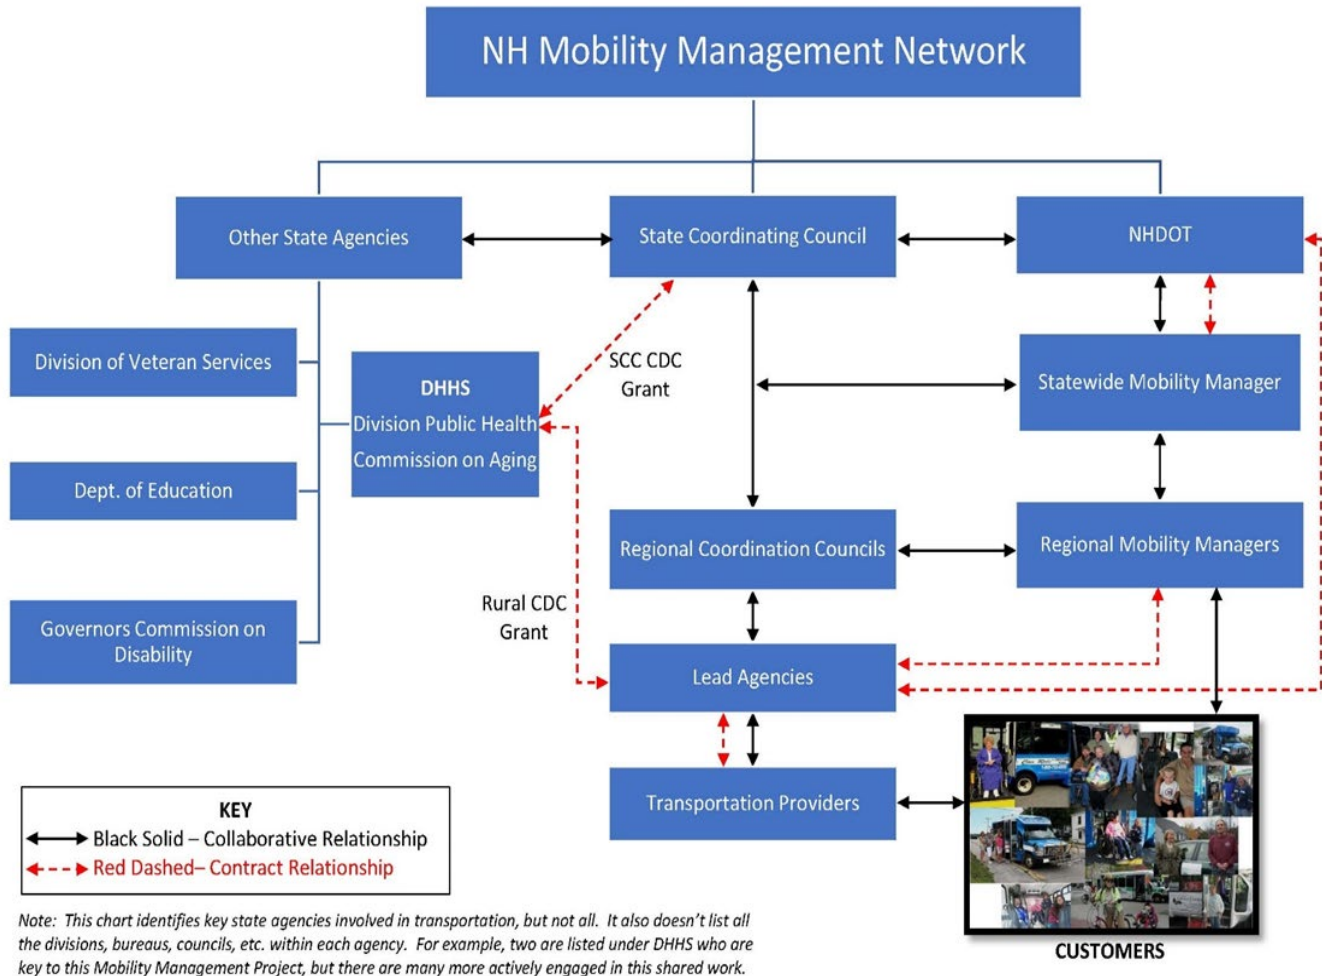 NH Mobility Management Network
Other State Agencies
State Coordinating Council
NHDOT
Division of Veteran Services
DHHS
Division Public Health
Commission on Aging
SCC CDC
Grant
Statewide Mobility Manager
Dept. of Education
Regional Coordination Councils
Regional Mobility Managers
Governors Commission on
Disability
Rural CDC
Grant
Lead Agencies
Transportation Providers
KEY
Black Solid – Collaborative Relationship
Red Dashed– Contract Relationship
CUSTOMERS
Note: This chart identifies key state agencies involved in transportation, but not all. It also doesn't list all
the divisions, bureaus, councils, etc. within each agency. For example, two are listed under DHHS who are
key to this Mobility Management Project, but there are many more actively engaged in this shared work.